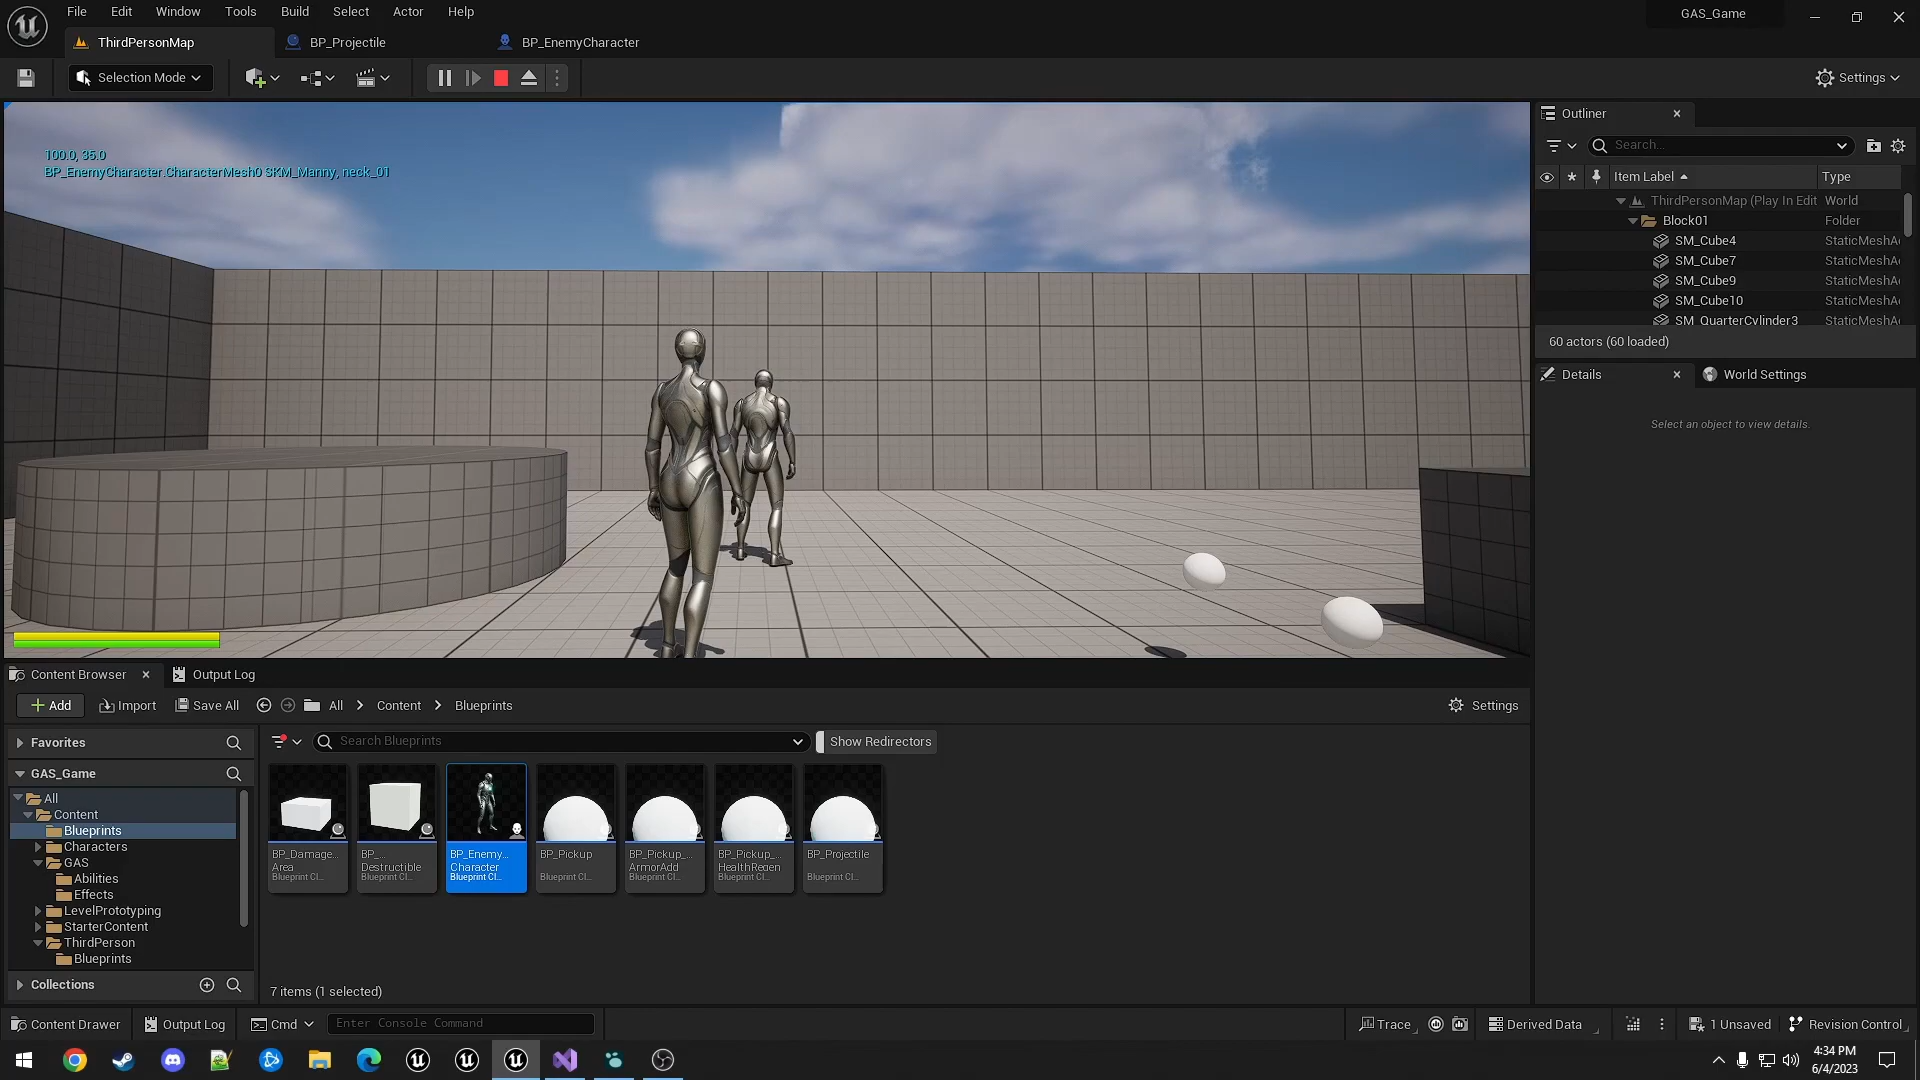 File Edit Window Tools Build Select Actor Help
GAS_Game
ThirdPersonMap
BP_Projectile
BP_EnemyCharacter
Selection Mode
Settings
100.0, 35.0
BP_EnemyCharacter.CharacterMesh0 SKM_Manny, neck_01
Outliner
Search...
Item Label
Type
ThirdPersonMap (Play In Edit World
Block01 Folder
SM_Cube4 StaticMeshA
SM_Cube7 StaticMeshA
SM_Cube9 StaticMeshA
SM_Cube10 StaticMeshA
SM_QuarterCylinder3 StaticMeshA
60 actors (60 loaded)
Details
World Settings
Select an object to view details.
Content Browser
Output Log
Add
Import
Save All
All
Content
Blueprints
Settings
Favorites
Search Blueprints
Show Redirectors
GAS_Game
All
Content
Blueprints
Characters
GAS
Abilities
Effects
LevelPrototyping
StarterContent
ThirdPerson
Blueprints
Collections
BP_Damage...
Area
Blueprint Cl...
BP_...
Destructible
Blueprint Cl...
BP_Enemy...
Character
Blueprint Cl...
BP_Pickup
Blueprint Cl...
BP_Pickup_...
ArmorAdd
Blueprint Cl...
BP_Pickup_...
HealthRegen
Blueprint Cl...
BP_Projectile
Blueprint Cl...
7 items (1 selected)
Content Drawer
Output Log
Cmd
Enter Console Command
Trace
Derived Data
1 Unsaved
Revision Control
4:34 PM
6/4/2023